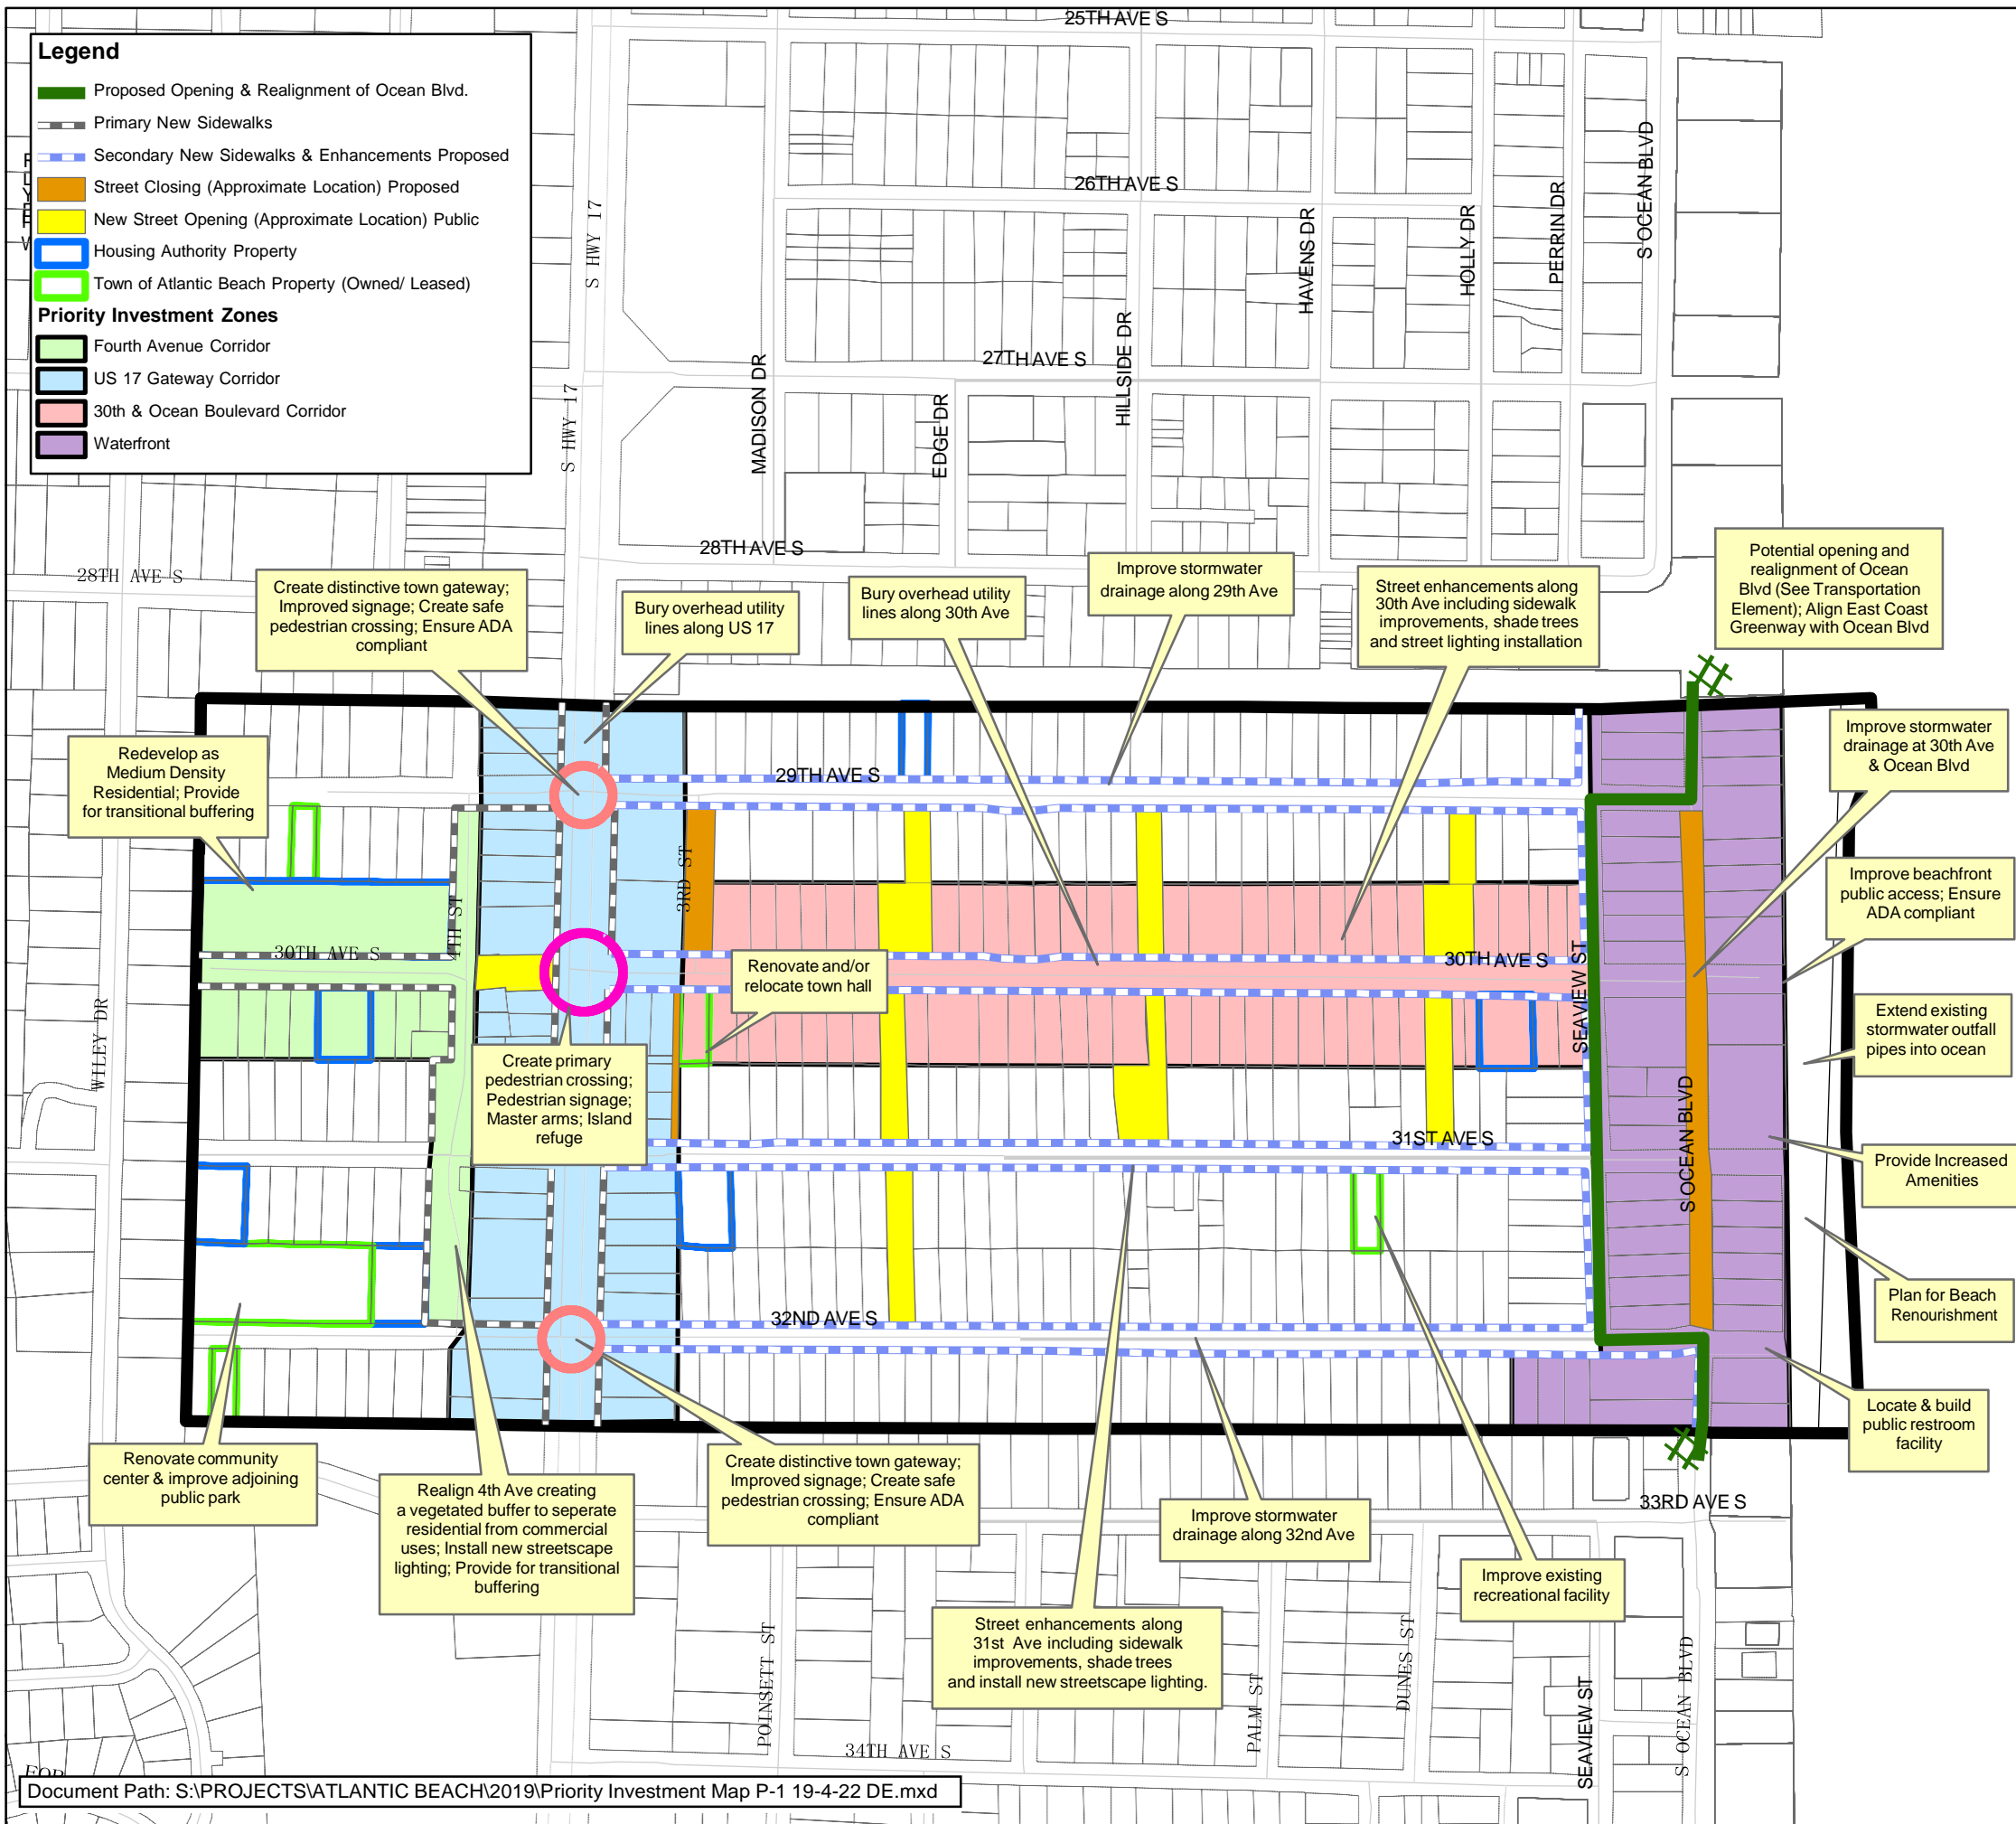 Legend
Proposed Opening & Realignment of Ocean Blvd.
Primary New Sidewalks
Secondary New Sidewalks & Enhancements Proposed
Street Closing (Approximate Location) Proposed
New Street Opening (Approximate Location) Public
Housing Authority Property
Town of Atlantic Beach Property (Owned/ Leased)
Priority Investment Zones
Fourth Avenue Corridor
US 17 Gateway Corridor
30th & Ocean Boulevard Corridor
Waterfront
25TH AVE S
26TH AVE S
27TH AVE S
28TH AVE S
28TH AVE S
S HWY 17
S HWY 17
MADISON DR
EDGE DR
HILLSIDE DR
HAVENS DR
HOLLY DR
PERRIN DR
S OCEAN BLVD
Create distinctive town gateway;
Improved signage; Create safe
pedestrian crossing; Ensure ADA
compliant
Bury overhead utility
lines along US 17
Bury overhead utility
lines along 30th Ave
Improve stormwater
drainage along 29th Ave
Street enhancements along
30th Ave including sidewalk
improvements, shade trees
and street lighting installation
Potential opening and
realignment of Ocean
Blvd (See Transportation
Element); Align East Coast
Greenway with Ocean Blvd
Redevelop as
Medium Density
Residential; Provide
for transitional buffering
Improve stormwater
drainage at 30th Ave
& Ocean Blvd
29TH AVE S
3RD ST
4TH ST
30TH AVE S
30TH AVE S
SEAVIEW ST
Improve beachfront
public access; Ensure
ADA compliant
Renovate and/or
relocate town hall
Extend existing
stormwater outfall
pipes into ocean
WILEY DR
Create primary
pedestrian crossing;
Pedestrian signage;
Master arms; Island
refuge
31ST AVE S
S OCEAN BLVD
Provide Increased
Amenities
Plan for Beach
Renourishment
32ND AVE S
Locate & build
public restroom
facility
Renovate community
center & improve adjoining
public park
Realign 4th Ave creating
a vegetated buffer to seperate
residential from commercial
uses; Install new streetscape
lighting; Provide for transitional
buffering
Create distinctive town gateway;
Improved signage; Create safe
pedestrian crossing; Ensure ADA
compliant
Improve stormwater
drainage along 32nd Ave
Improve existing
recreational facility
33RD AVE S
Street enhancements along
31st Ave including sidewalk
improvements, shade trees
and install new streetscape lighting.
POINSETT ST
PALM ST
DUNES ST
SEAVIEW ST
S OCEAN BLVD
34TH AVE S
Document Path: S:\PROJECTS\ATLANTIC BEACH\2019\Priority Investment Map P-1 19-4-22 DE.mxd